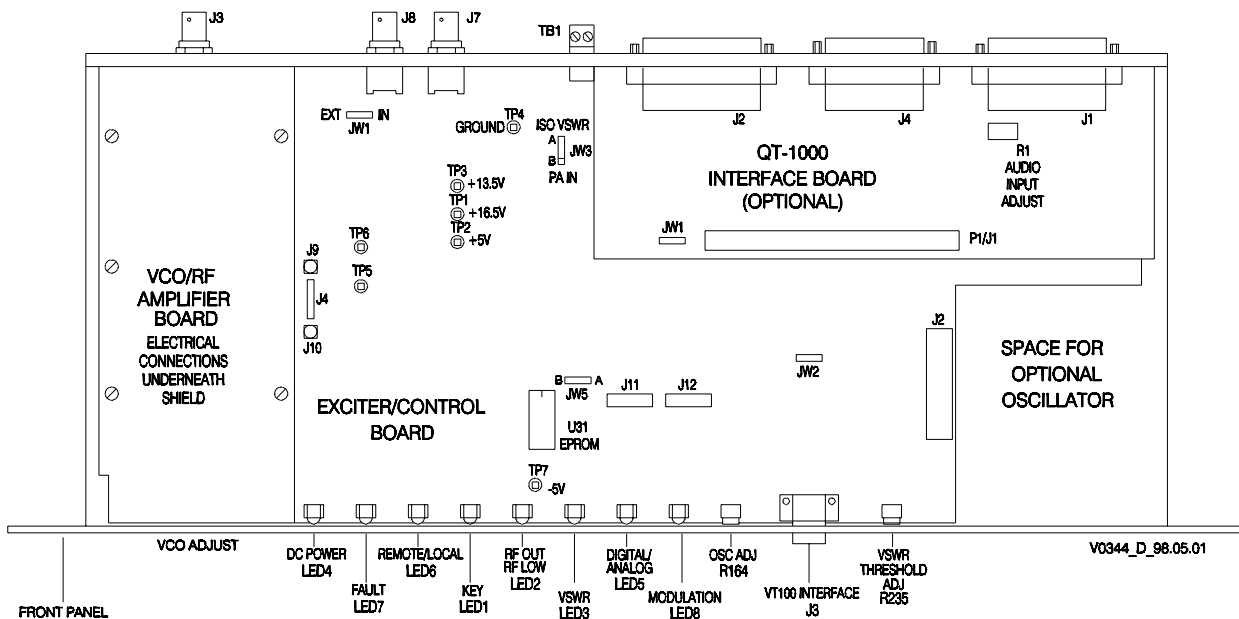 J3
J8
J7
TB1
EXT
IN
JW1
TP4
GROUND
ISO VSWR
A
JW3
B
PA IN
J2
J4
J1
R1
AUDIO
INPUT
ADJUST
QT-1000
INTERFACE BOARD
(OPTIONAL)
TP3
+13.5V
TP1
+16.5V
TP2
+5V
JW1
P1/J1
TP6
TP5
J9
J4
J10
VCO/RF
AMPLIFIER
BOARD
ELECTRICAL
CONNECTIONS
UNDERNEATH
SHIELD
EXCITER/CONTROL
BOARD
B
A
JW5
J11
J12
U31
EPROM
JW2
J2
SPACE FOR
OPTIONAL
OSCILLATOR
TP7
-5V
VCO ADJUST
DC POWER
LED4
FAULT
LED7
REMOTE/LOCAL
LED6
KEY
LED1
RF OUT
RF LOW
LED2
VSWR
LED3
DIGITAL/
ANALOG
LED5
MODULATION
LED8
OSC ADJ
R164
VT100 INTERFACE
J3
VSWR
THRESHOLD
ADJ
R235
V0344_D_98.05.01
FRONT PANEL